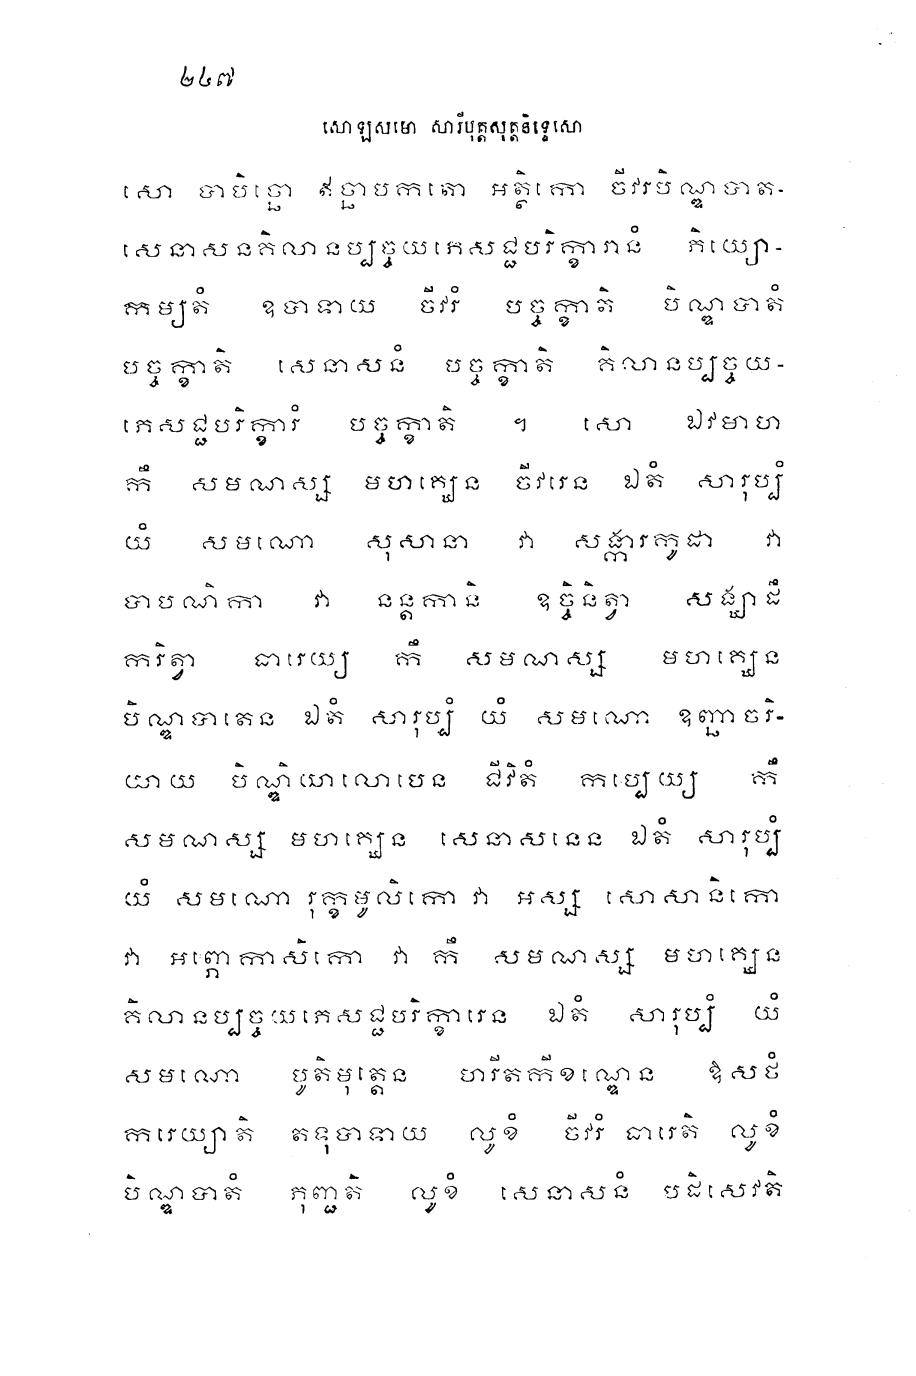 ២៤៧
សោឡសមោ សារីបុត្តសុត្តនិទ្ទេសោ
សោ បាបិច្ឆោ ឥច្ឆាបកតោ អត្ថិកោ ចីវរបិណ្ឌបាត-
សេនាសនគិលានប្បច្ចយភេសជ្ជបរិក្ខារានំ ភិយ្យោ-
កម្យតំ ឧបាទាយ ចីវរំ បច្ចក្ខាតិ បិណ្ឌបាតំ
បច្ចក្ខាតិ សេនាសនំ បច្ចក្ខាតិ គិលានប្បច្ចយ-
ភេសជ្ជបរិក្ខារំ បច្ចក្ខាតិ ។ សោ ឯវមាហ
កឹ សមណស្ស មហគ្ឃេន ចីវរេន ឯតំ សារុប្បំ
យំ សមណោ សុសានា វា សង្ការកូដា វា
បាបណិកា វា នន្តកានិ ឧច្ចិនិត្វា សង្ឃាដឹ
ករិត្វា ធារេយ្យ កឹ សមណស្ស មហគ្ឃេន
បិណ្ឌបាតេន ឯតំ សារុប្បំ យំ សមណោ ឧញ្ឆាចរិ-
យាយ បិណ្ឌិយាលោបេន ជីវិតំ កប្បេយ្យ កឹ
សមណស្ស មហគ្ឃេន សេនាសនេន ឯតំ សារុប្បំ
យំ សមណោ រុក្ខមូលិកោ វា អស្ស សោសានិកោ
វា អព្ភោកាសិកោ វា កឹ សមណស្ស មហគ្ឃេន
គិលានប្បច្ចយភេសជ្ជបរិក្ខារេន ឯតំ សារុប្បំ យំ
សមណោ បូតិមុត្តេន ហរីតកីខណ្ឌេន ឱសថំ
ករេយ្យាតិ តទុបាទាយ លូខំ ចីវរំ ធារេតិ លូខំ
បិណ្ឌបាតំ ភុញ្ជតិ លូខំ សេនាសនំ បដិសេវតិ